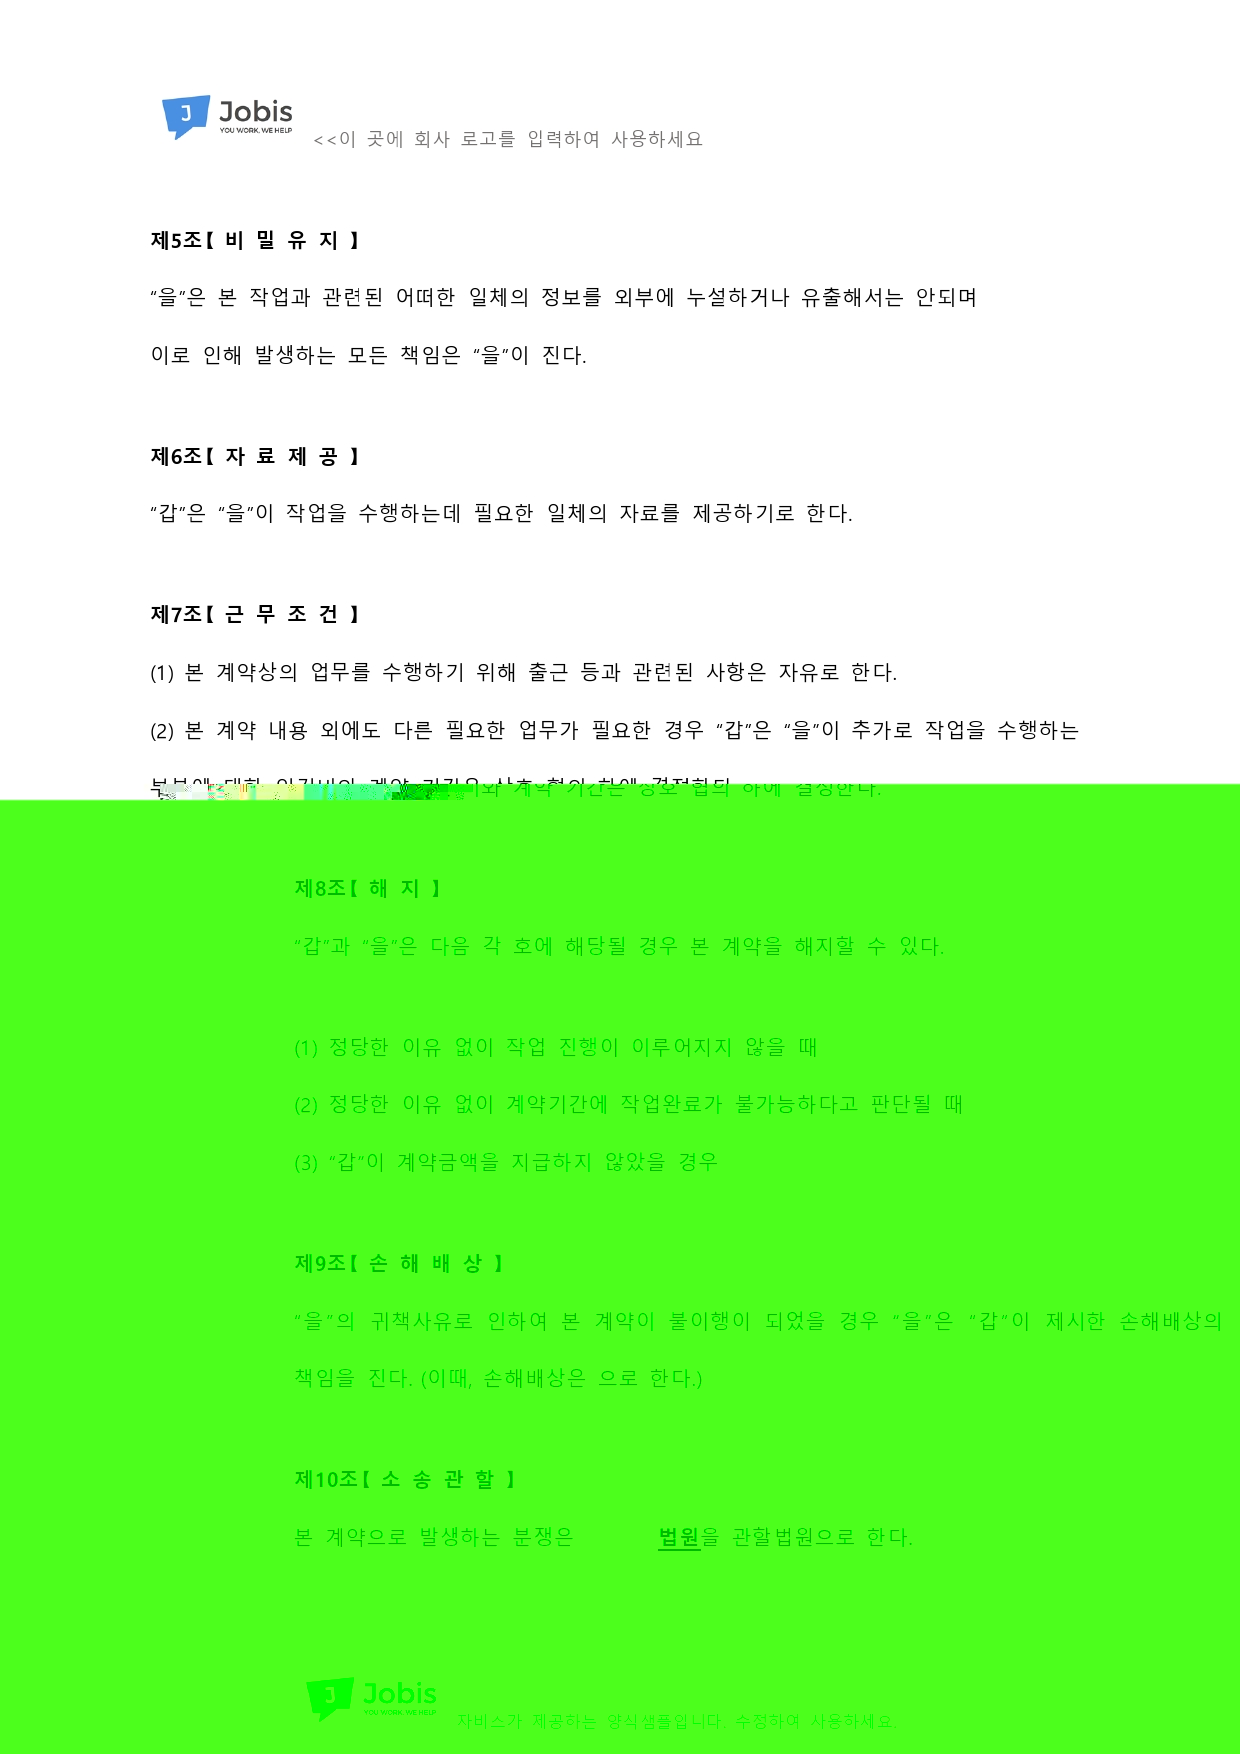 Jobis
YOU WORK, WE HELP
<<이 곳에 회사 로고를 입력하여 사용하세요
제5조【 비 밀 유 지 】
“을”은 본 작업과 관련된 어떠한 일체의 정보를 외부에 누설하거나 유출해서는 안되며
이로 인해 발생하는 모든 책임은 “을”이 진다.
제6조【 자 료 제 공 】
“갑”은 “을”이 작업을 수행하는데 필요한 일체의 자료를 제공하기로 한다.
제7조【 근 무 조 건 】
(1) 본 계약상의 업무를 수행하기 위해 출근 등과 관련된 사항은 자유로 한다.
(2) 본 계약 내용 외에도 다른 필요한 업무가 필요한 경우 “갑”은 “을”이 추가로 작업을 수행하는
계약 기간은 상호 협의 하에 결정한다.
제8조【 해 지 】
“갑”과 “을”은 다음 각 호에 해당될 경우 본 계약을 해지할 수 있다.
(1) 정당한 이유 없이 작업 진행이 이루어지지 않을 때
(2) 정당한 이유 없이 계약기간에 작업완료가 불가능하다고 판단될 때
(3) “갑”이 계약금액을 지급하지 않았을 경우
제9조【 손 해 배 상 】
“을”의 귀책사유로 인하여 본 계약이 불이행이 되었을 경우 “을”은 “갑”이 제시한 손해배상의
책임을 진다. (이때, 손해배상은 으로 한다.)
제10조【 소 송 관 할 】
본 계약으로 발생하는 분쟁은 법원을 관할법원으로 한다.
Jobis
YOU WORK, WE HELP
자비스가 제공하는 양식샘플입니다. 수정하여 사용하세요.